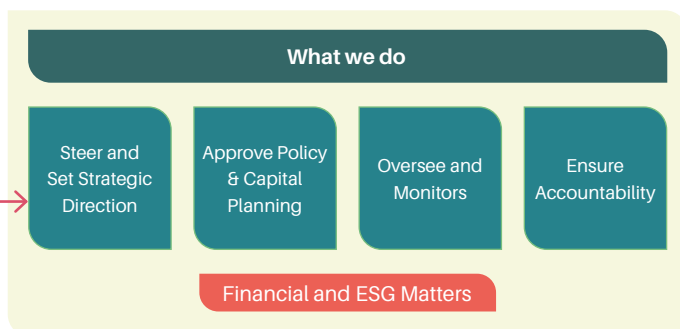 What we do
Steer and
Set Strategic
Direction
Approve Policy
& Capital
Planning
Oversee and
Monitors
Ensure
Accountability
Financial and ESG Matters